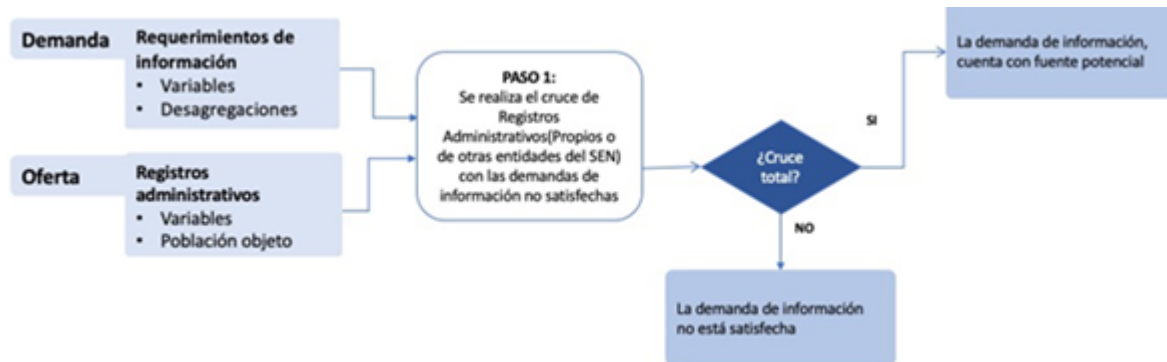 Demanda
Requerimientos de
información
• Variables
• Desagregaciones
Oferta
Registros
administrativos
• Variables
• Población objeto
PASO 1:
Se realiza el cruce de
Registros
Administrativos(Propios o
de otras entidades del SEN)
con las demandas de
información no satisfechas
¿Cruce
total?
SI
La demanda de información,
cuenta con fuente potencial
NO
La demanda de información
no está satisfecha